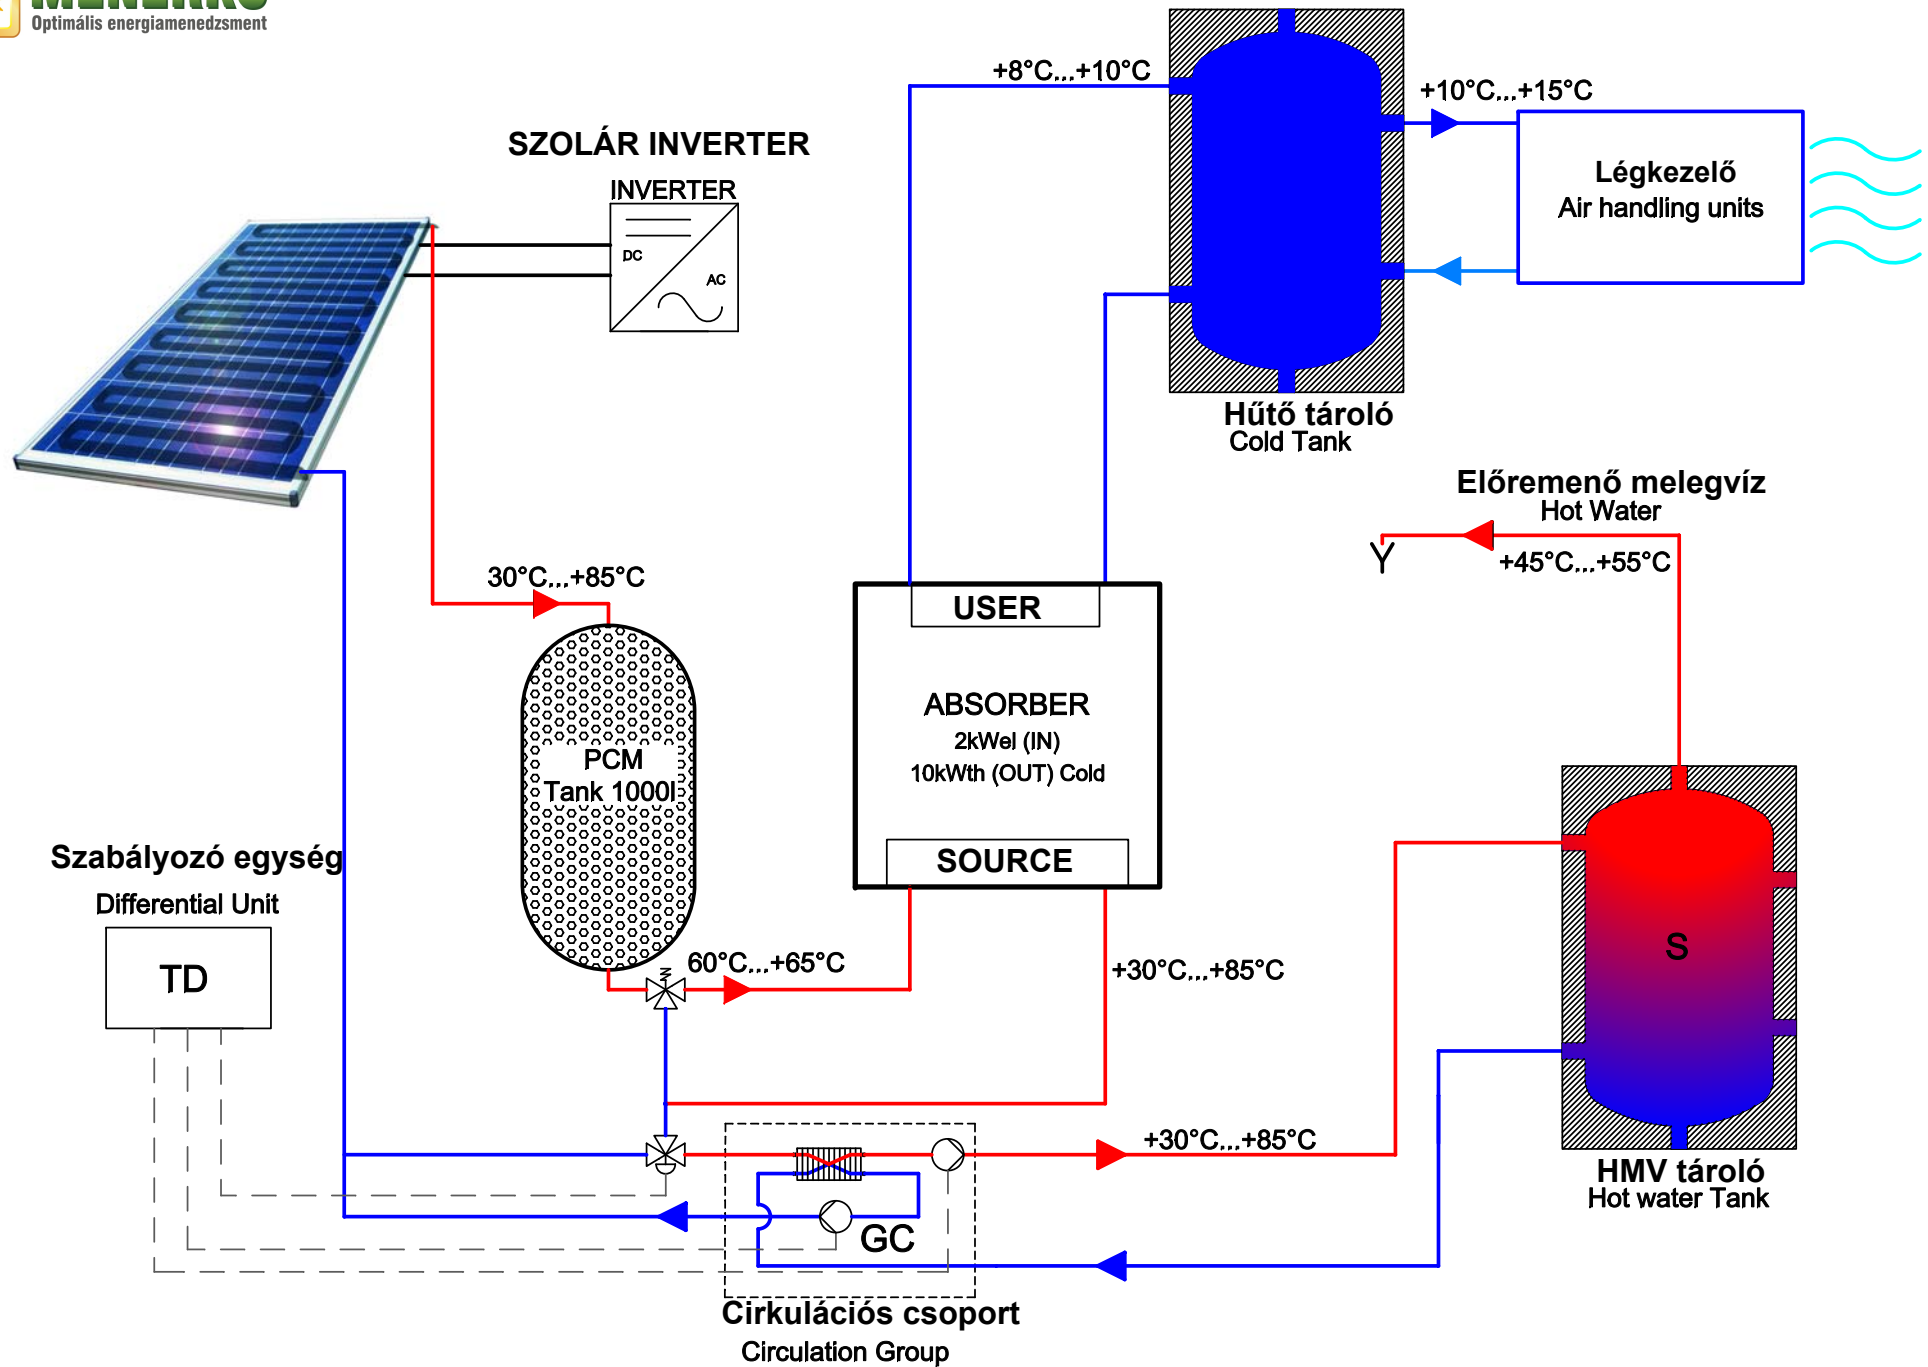 Optimális energiamenedzsment
+8°C...+10°C
+10°C...+15°C
SZOLÁR INVERTER
INVERTER
DC
AC
Légkezelő
Air handling units
Hűtő tároló
Cold Tank
Előremenő melegvíz
Hot Water
+45°C...+55°C
30°C...+85°C
USER
ABSORBER
2kWel (IN)
10kWth (OUT) Cold
SOURCE
PCM
Tank 1000l
Szabályozó egység
Differential Unit
TD
60°C...+65°C
+30°C...+85°C
S
+30°C...+85°C
HMV tároló
Hot water Tank
GC
Cirkulációs csoport
Circulation Group